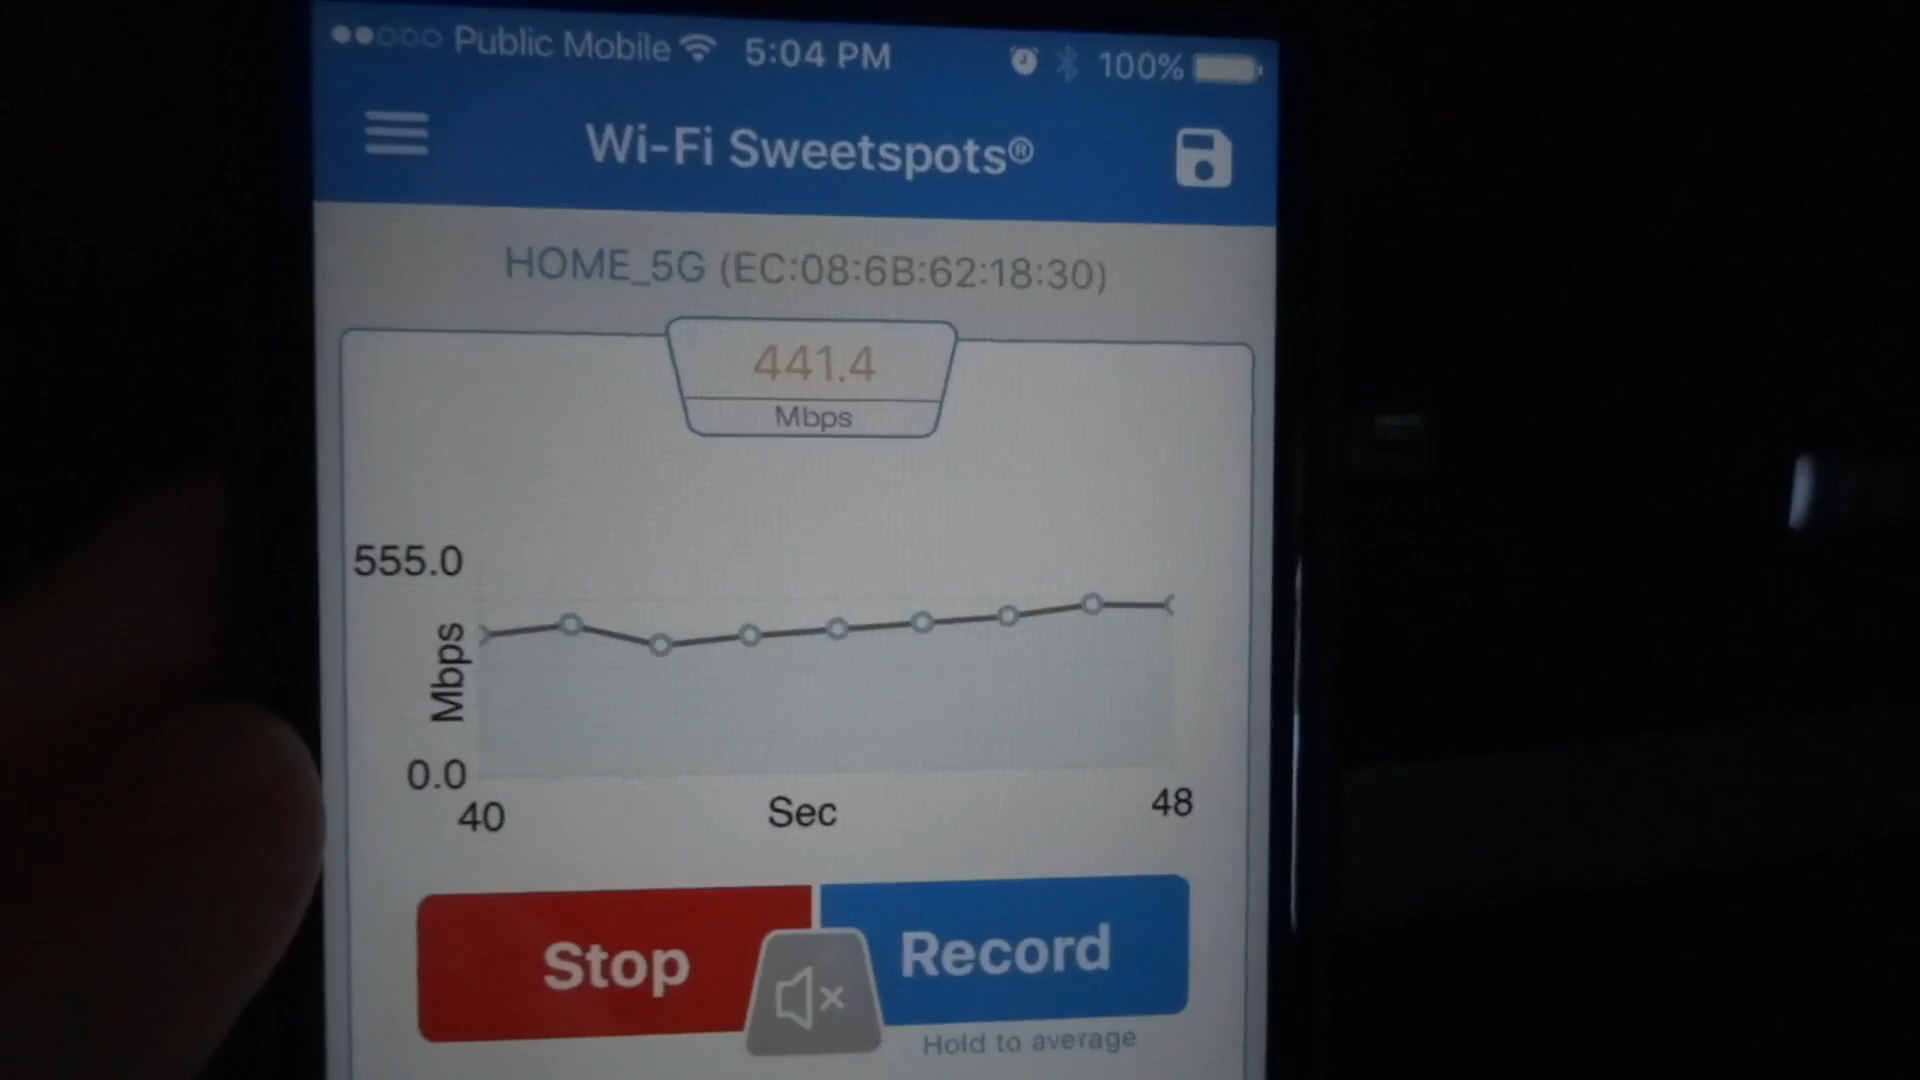 Public Mobile 5:04 PM 100%
Wi-Fi Sweetspots®
HOME_5G (EC:08:6B:62:18:30)
441.4
Mbps
555.0
Mbps
0.0
40 Sec 48
Stop Record
Hold to average